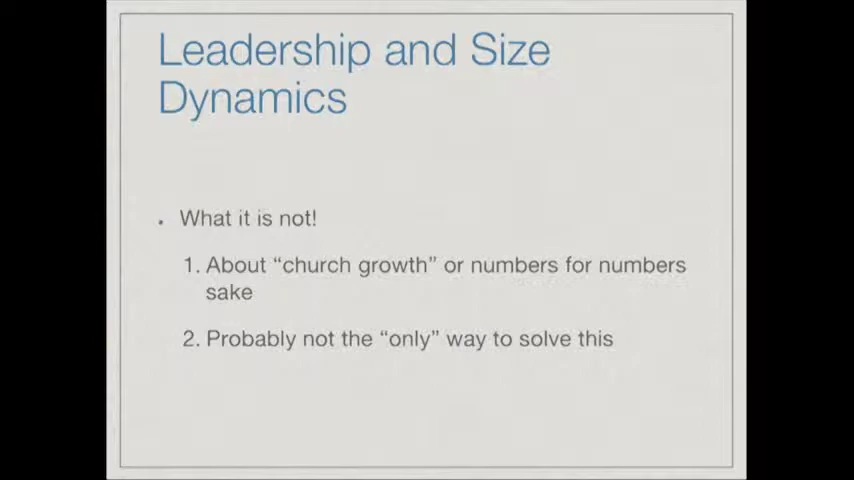 Leadership and Size
Dynamics
• What it is not!
1. About “church growth” or numbers for numbers
sake
2. Probably not the “only” way to solve this